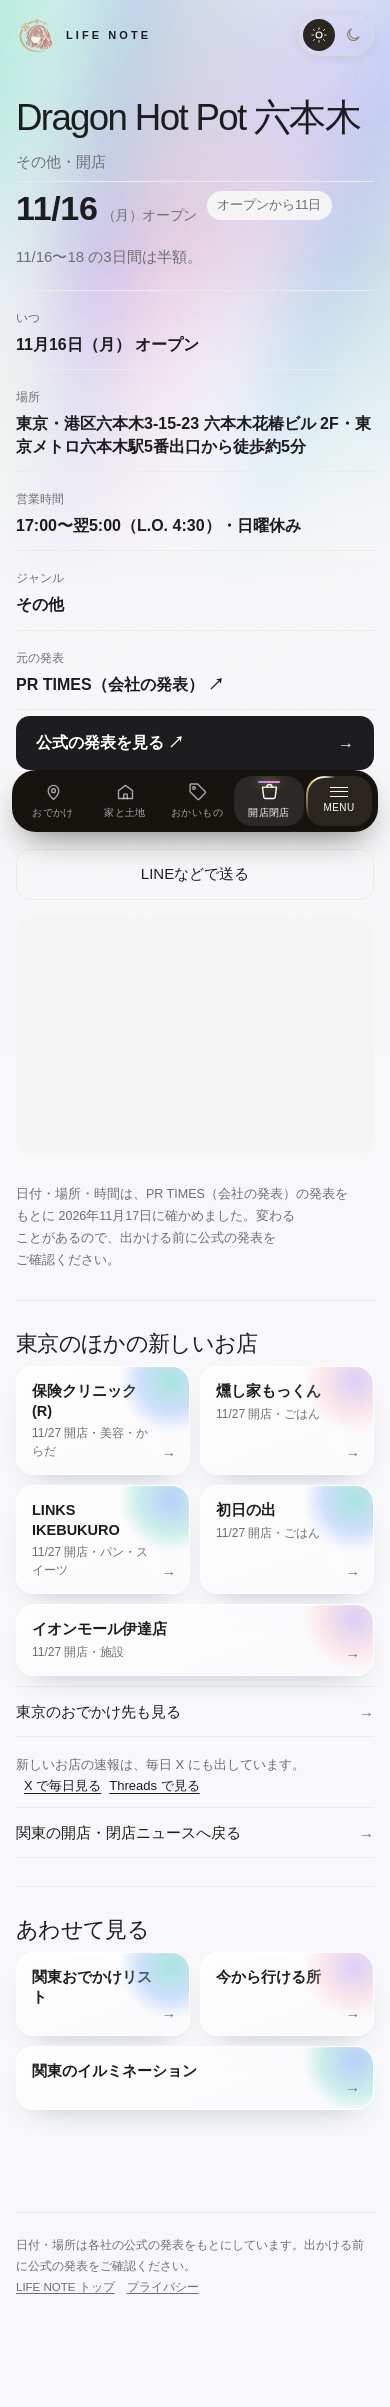 LIFE NOTE
Dragon Hot Pot 六本木
その他・開店
11/16 （月）オープン オープンから11日
11/16〜18 の3日間は半額。
いつ
11月16日（月） オープン
場所
東京・港区六本木3-15-23 六本木花椿ビル 2F・東
京メトロ六本木駅5番出口から徒歩約5分
営業時間
17:00〜翌5:00（L.O. 4:30）・日曜休み
ジャンル
その他
元の発表
PR TIMES（会社の発表） ↗
公式の発表を見る ↗ →
おでかけ 家と土地 おかいもの 開店閉店 MENU
LINEなどで送る
日付・場所・時間は、PR TIMES（会社の発表）の発表を
もとに 2026年11月17日に確かめました。変わる
ことがあるので、出かける前に公式の発表を
ご確認ください。
東京のほかの新しいお店
保険クリニック
(R)
11/27 開店・美容・か
らだ →
燻し家もっくん
11/27 開店・ごはん
→
LINKS
IKEBUKURO
11/27 開店・パン・ス
イーツ →
初日の出
11/27 開店・ごはん
→
イオンモール伊達店
11/27 開店・施設 →
東京のおでかけ先も見る →
新しいお店の速報は、毎日 X にも出しています。
X で毎日見る Threads で見る
関東の開店・閉店ニュースへ戻る →
あわせて見る
関東おでかけリス
ト →
今から行ける所
→
関東のイルミネーション
→
日付・場所は各社の公式の発表をもとにしています。出かける前
に公式の発表をご確認ください。
LIFE NOTE トップ プライバシー